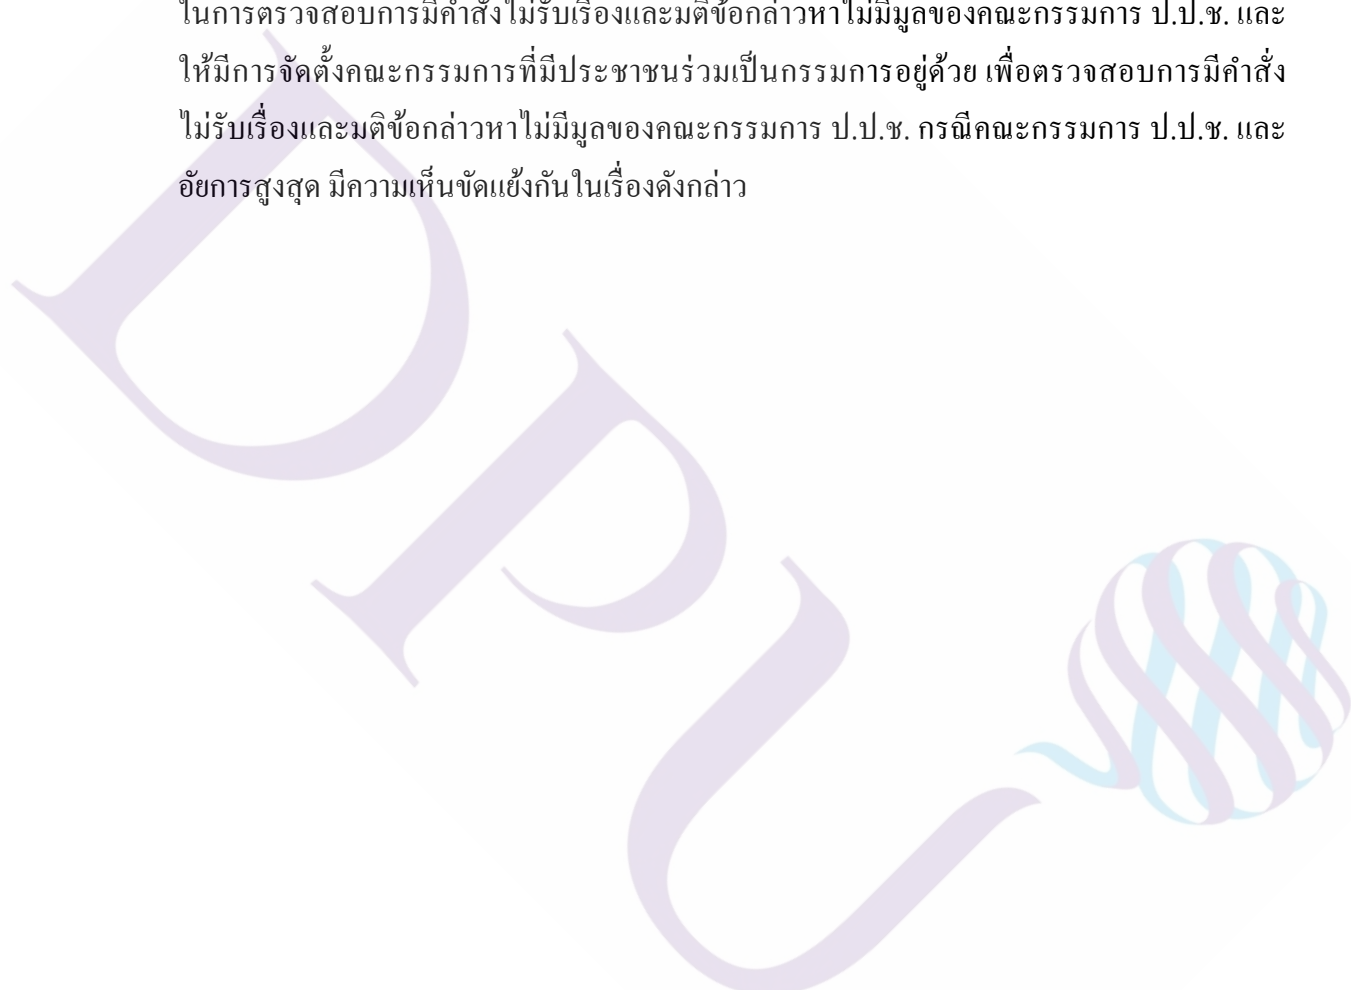 ในการตรวจสอบการมีคำสั่งไม่รับเรื่องและมติข้อกล่าวหาไม่มีมูลของคณะกรรมการ ป.ป.ช. และ
ให้มีการจัดตั้งคณะกรรมการที่มีประชาชนร่วมเป็นกรรมการอยู่ด้วย เพื่อตรวจสอบการมีคำสั่ง
ไม่รับเรื่องและมติข้อกล่าวหาไม่มีมูลของคณะกรรมการ ป.ป.ช. กรณีคณะกรรมการ ป.ป.ช. และ
อัยการสูงสุด มีความเห็นขัดแย้งกันในเรื่องดังกล่าว
DPU